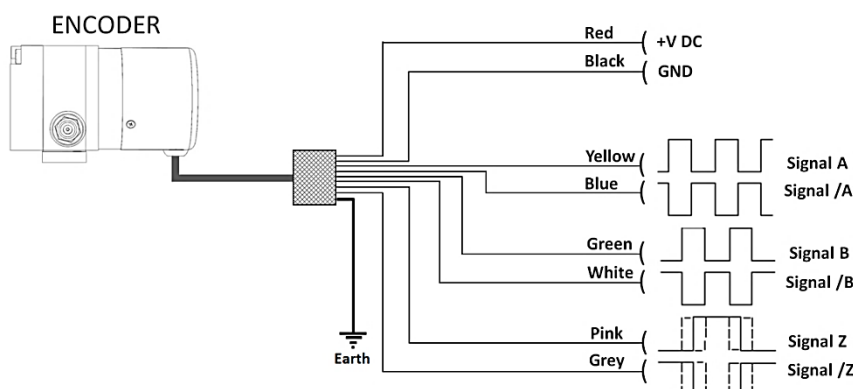 ENCODER
Red +V DC
Black GND
Yellow Signal A
Blue Signal /A
Green Signal B
White Signal /B
Pink Signal Z
Grey Signal /Z
Earth